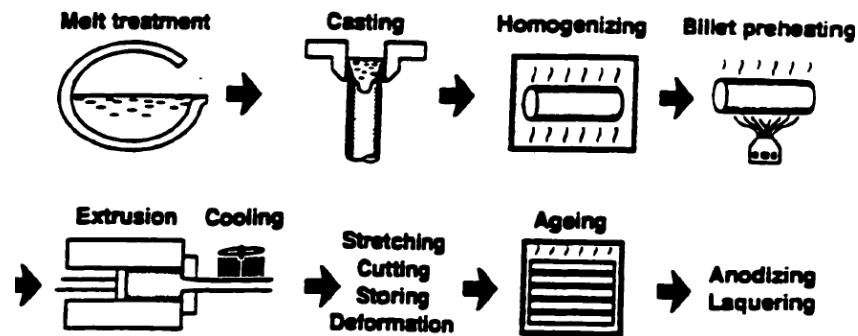 Melt treatment
Casting
Homogenizing
Billet preheating
Extrusion
Cooling
Stretching
Cutting
Storing
Deformation
Ageing
Anodizing
Laquering